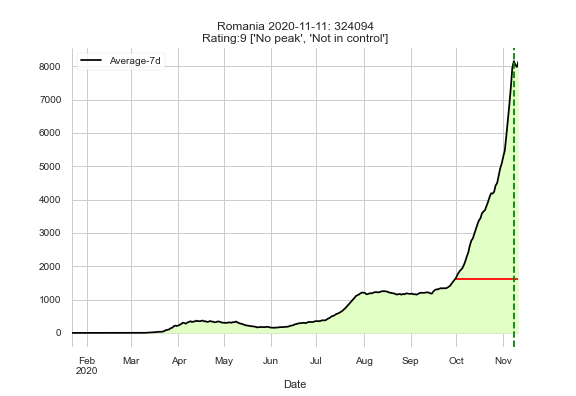 Romania 2020-11-11: 324094
Rating:9 ['No peak', 'Not in control']
Average-7d
8000
7000
6000
5000
4000
3000
2000
1000
0
Feb Mar Apr May Jun Jul Aug Sep Oct Nov
2020
Date